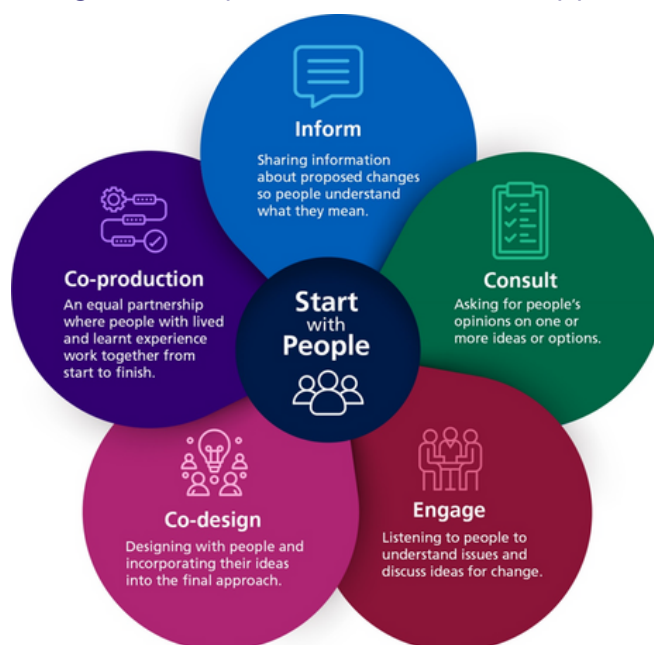 Inform
Sharing information
about proposed changes
so people understand
what they mean.
Consult
Asking for people's
opinions on one or
more ideas or options.
Engage
Listening to people to
understand issues and
discuss ideas for change.
Co-design
Designing with people and
incorporating their ideas
into the final approach.
Co-production
An equal partnership
where people with lived
and learnt experience
work together from
start to finish.
Start
with
People